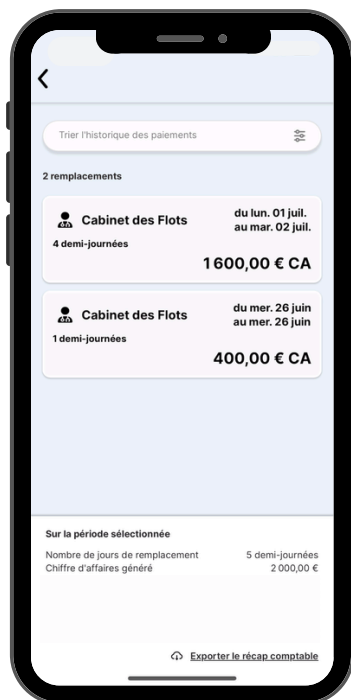 Trier l'historique des paiements
2 remplacements
Cabinet des Flots
du lun. 01 juil.
au mar. 02 juil.
4 demi-journées
1 600,00 € CA
Cabinet des Flots
du mer. 26 juin
au mer. 26 juin
1 demi-journées
400,00 € CA
Sur la période sélectionnée
Nombre de jours de remplacement 5 demi-journées
Chiffre d'affaires généré 2 000,00 €
Exporter le récap comptable